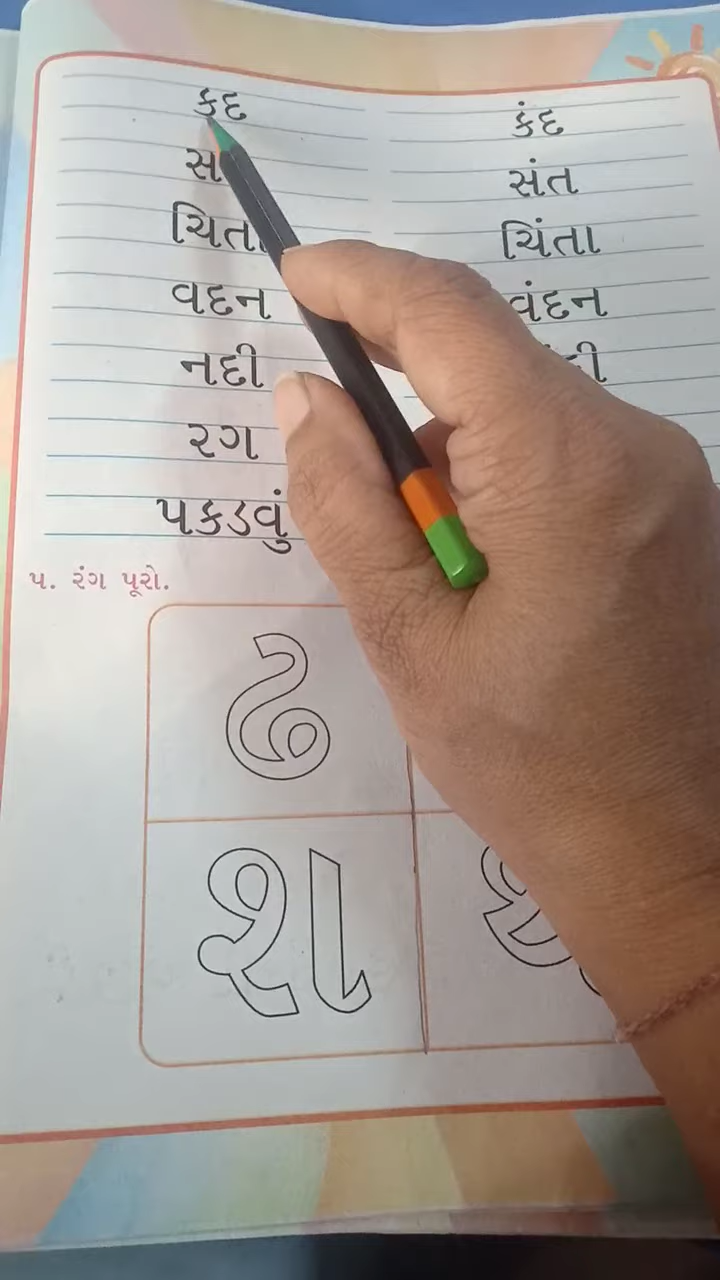 કદ કંદ
સંત
ચિતા ચિંતા
વદન વંદન
નદી
રગ
પકડવું
૫. રંગ પૂરો.
ઢ
શ